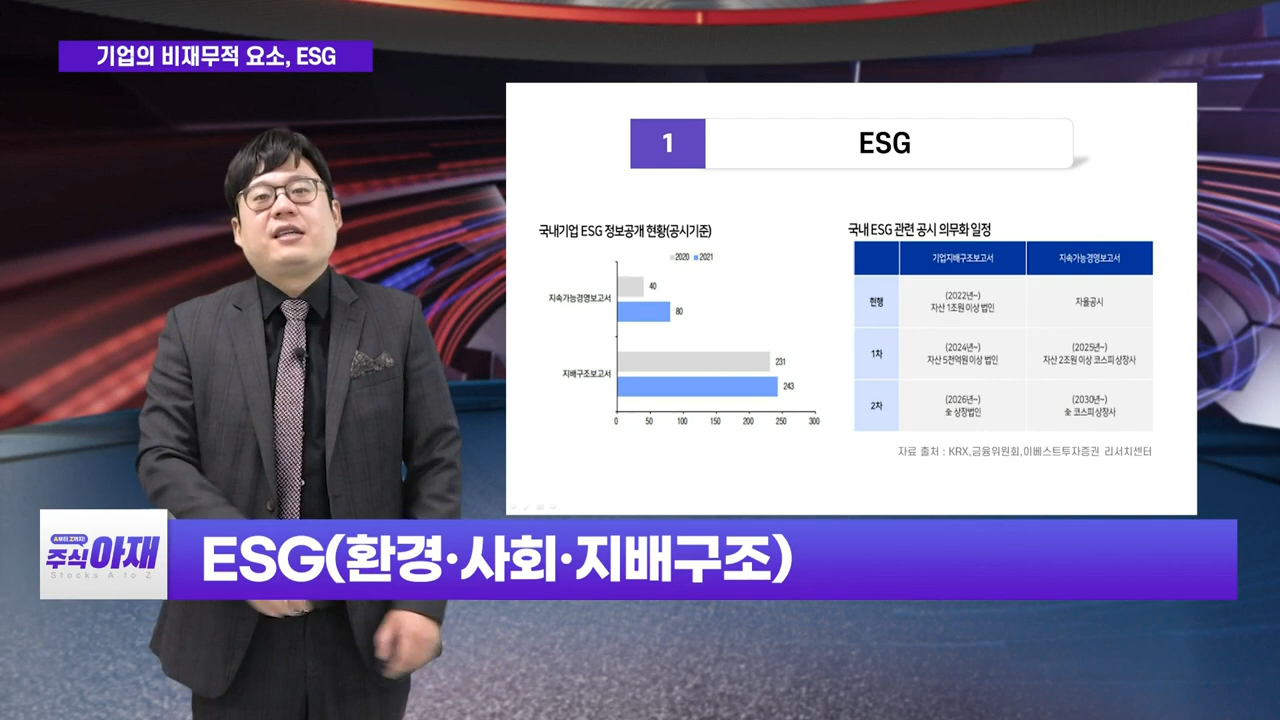 기업의 비재무적 요소, ESG
1
ESG
국내기업 ESG 정보공개 현황(공시기준)
2020 2021
지속가능경영보고서
40
80
지배구조보고서
231
243
0 50 100 150 200 250 300
국내 ESG 관련 공시 의무화 일정
기업지배구조보고서 지속가능경영보고서
현행
(2022년~)
자산 1조원 이상 법인
자율공시
1차
(2024년~)
자산 5천억원 이상 법인
(2025년~)
자산 2조원 이상 코스피 상장사
2차
(2026년~)
全 상장법인
(2030년~)
全 코스피 상장사
자료 출처 : KRX,금융위원회,이베스트투자증권 리서치센터
A부터 Z까지!
주식아재
Stocks A to Z
ESG(환경·사회·지배구조)